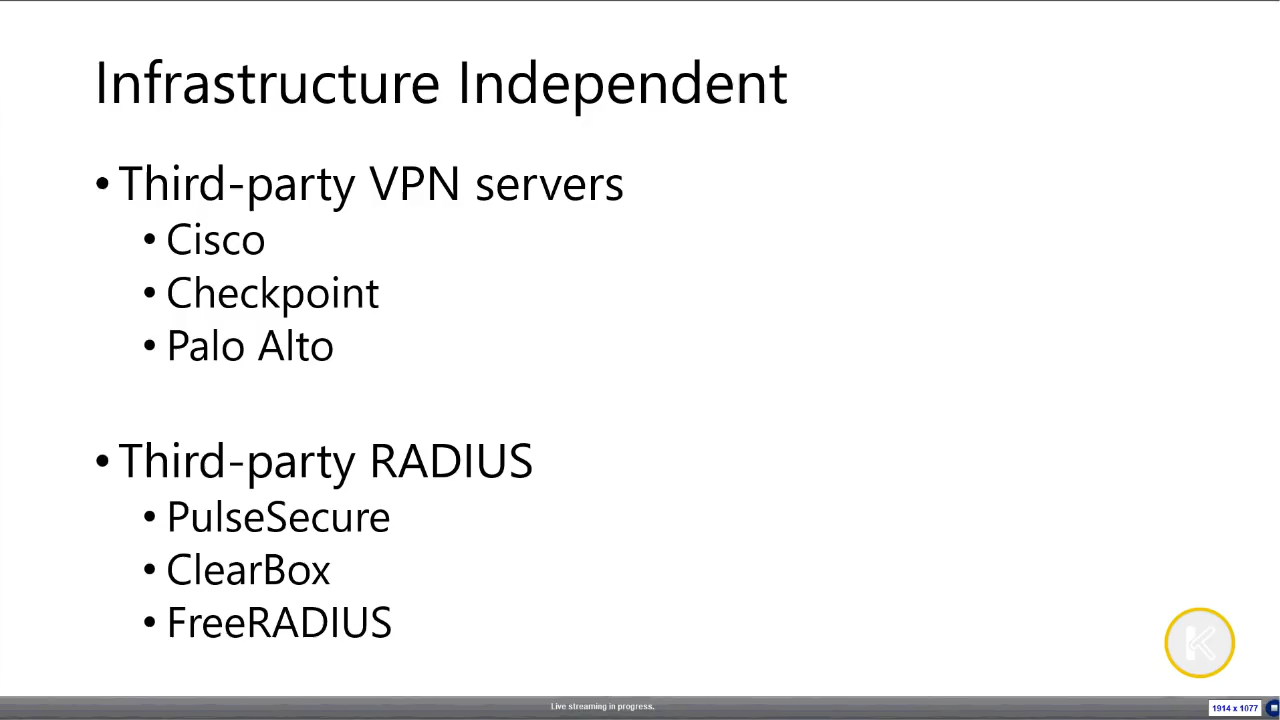 Infrastructure Independent
• Third-party VPN servers
• Cisco
• Checkpoint
• Palo Alto
• Third-party RADIUS
• PulseSecure
• ClearBox
• FreeRADIUS
K
Live streaming in progress.
1914 x 1077